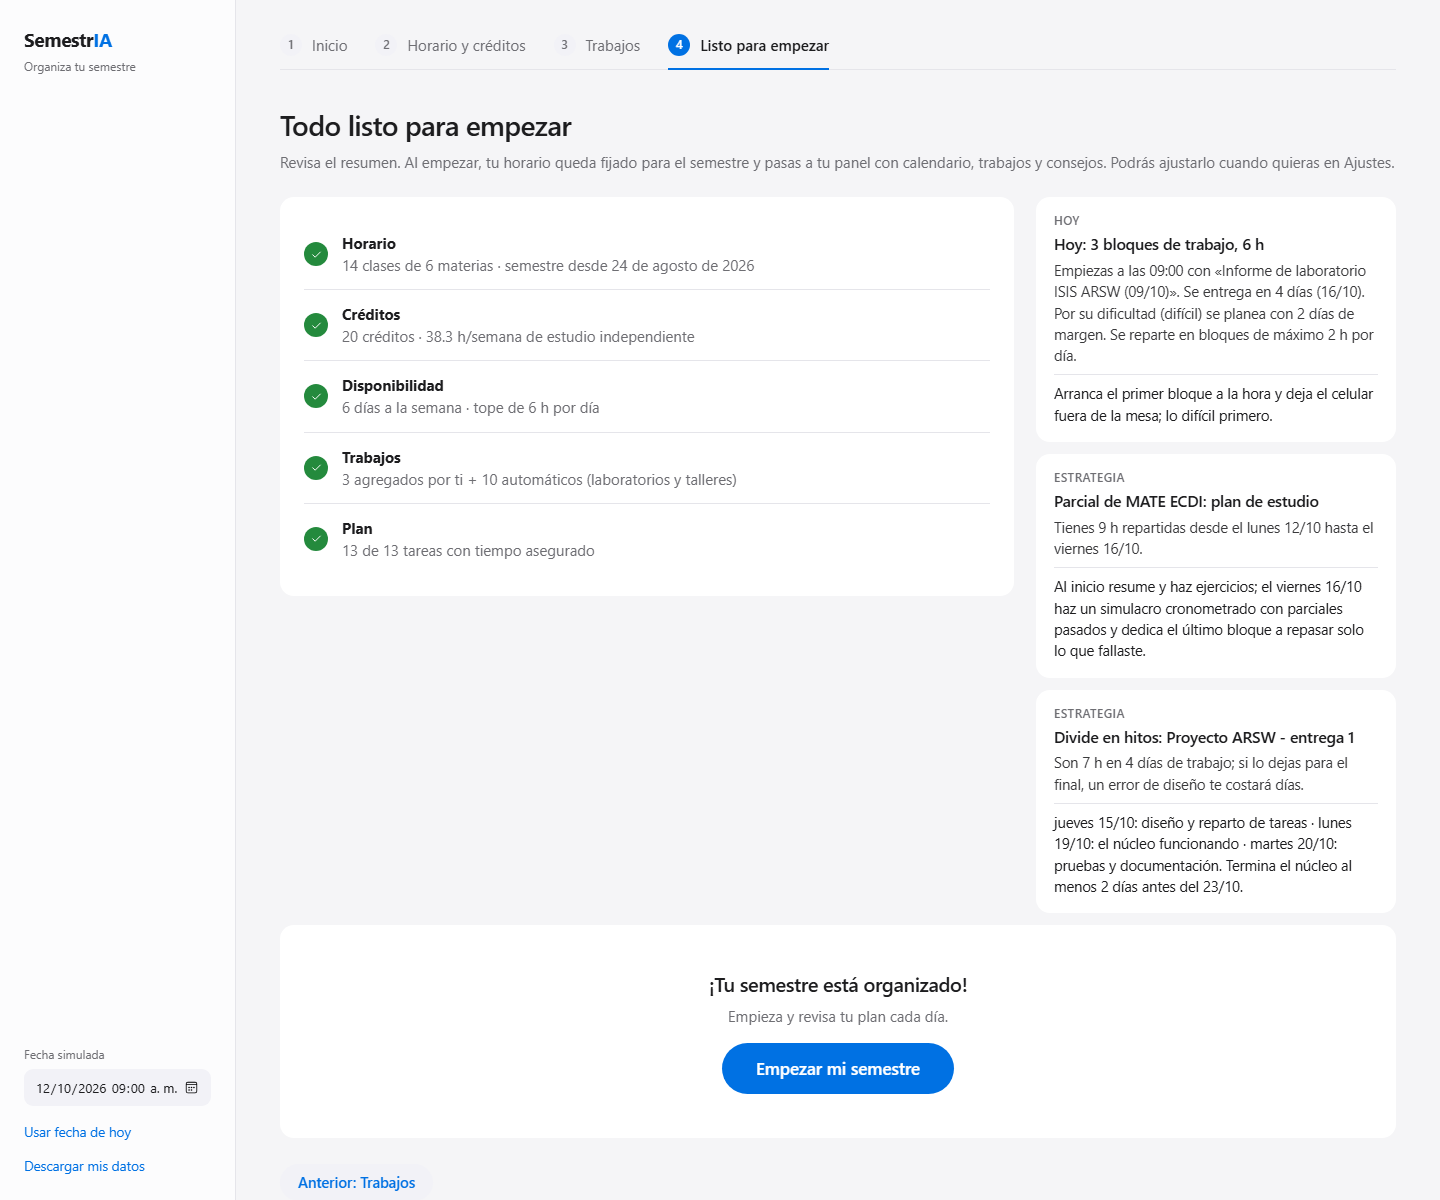 SemestrIA
Organiza tu semestre
1 Inicio
2 Horario y créditos
3 Trabajos
4 Listo para empezar
Todo listo para empezar
Revisa el resumen. Al empezar, tu horario queda fijado para el semestre y pasas a tu panel con calendario, trabajos y consejos. Podrás ajustarlo cuando quieras en Ajustes.
Horario
14 clases de 6 materias · semestre desde 24 de agosto de 2026
Créditos
20 créditos · 38.3 h/semana de estudio independiente
Disponibilidad
6 días a la semana · tope de 6 h por día
Trabajos
3 agregados por ti + 10 automáticos (laboratorios y talleres)
Plan
13 de 13 tareas con tiempo asegurado
HOY
Hoy: 3 bloques de trabajo, 6 h
Empiezas a las 09:00 con «Informe de laboratorio
ISIS ARSW (09/10)». Se entrega en 4 días (16/10).
Por su dificultad (difícil) se planea con 2 días de
margen. Se reparte en bloques de máximo 2 h por
día.
Arranca el primer bloque a la hora y deja el celular
fuera de la mesa; lo difícil primero.
ESTRATEGIA
Parcial de MATE ECDI: plan de estudio
Tienes 9 h repartidas desde el lunes 12/10 hasta el
viernes 16/10.
Al inicio resume y haz ejercicios; el viernes 16/10
haz un simulacro cronometrado con parciales
pasados y dedica el último bloque a repasar solo
lo que fallaste.
ESTRATEGIA
Divide en hitos: Proyecto ARSW - entrega 1
Son 7 h en 4 días de trabajo; si lo dejas para el
final, un error de diseño te costará días.
jueves 15/10: diseño y reparto de tareas · lunes
19/10: el núcleo funcionando · martes 20/10:
pruebas y documentación. Termina el núcleo al
menos 2 días antes del 23/10.
¡Tu semestre está organizado!
Empieza y revisa tu plan cada día.
Empezar mi semestre
Fecha simulada
12/10/2026 09:00 a. m.
Usar fecha de hoy
Descargar mis datos
Anterior: Trabajos